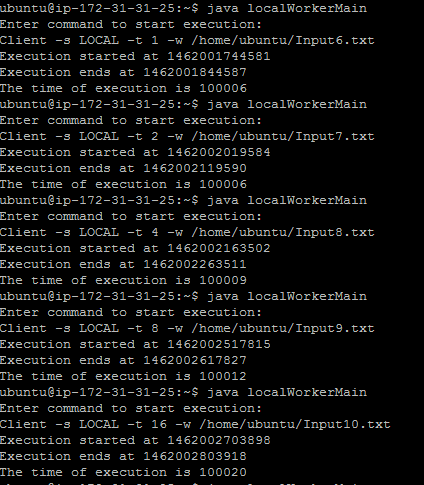 ubuntu@ip-172-31-31-25:~$ java localWorkerMain
Enter command to start execution:
Client -s LOCAL -t 1 -w /home/ubuntu/Input6.txt
Execution started at 1462001744581
Execution ends at 1462001844587
The time of execution is 100006
ubuntu@ip-172-31-31-25:~$ java localWorkerMain
Enter command to start execution:
Client -s LOCAL -t 2 -w /home/ubuntu/Input7.txt
Execution started at 1462002019584
Execution ends at 1462002119590
The time of execution is 100006
ubuntu@ip-172-31-31-25:~$ java localWorkerMain
Enter command to start execution:
Client -s LOCAL -t 4 -w /home/ubuntu/Input8.txt
Execution started at 1462002163502
Execution ends at 1462002263511
The time of execution is 100009
ubuntu@ip-172-31-31-25:~$ java localWorkerMain
Enter command to start execution:
Client -s LOCAL -t 8 -w /home/ubuntu/Input9.txt
Execution started at 1462002517815
Execution ends at 1462002617827
The time of execution is 100012
ubuntu@ip-172-31-31-25:~$ java localWorkerMain
Enter command to start execution:
Client -s LOCAL -t 16 -w /home/ubuntu/Input10.txt
Execution started at 1462002703898
Execution ends at 1462002803918
The time of execution is 100020